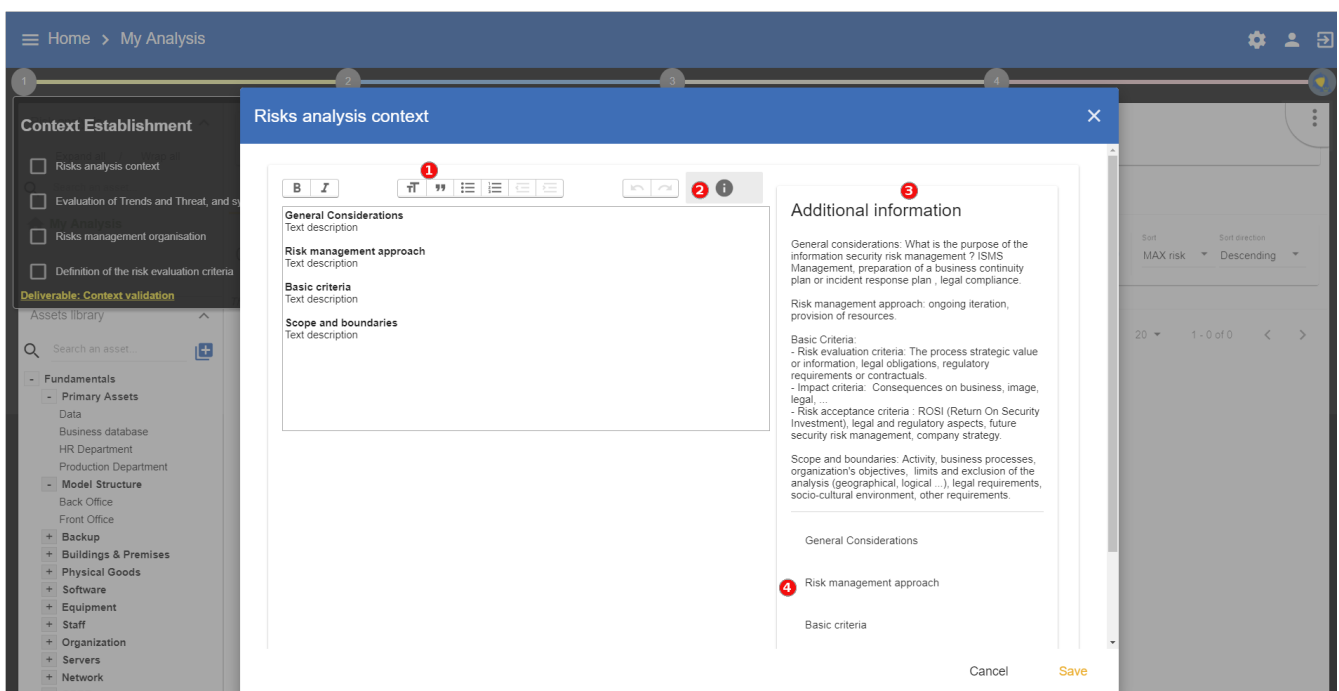 Home > My Analysis
1 2 3 4
Context Establishment
Risks analysis context
Evaluation of Trends and Threat, and sy
My Analysis
Risks management organisation
Definition of the risk evaluation criteria
Deliverable: Context validation
Assets library
Search an asset...
- Fundamentals
- Primary Assets
Data
Business database
HR Department
Production Department
- Model Structure
Back Office
Front Office
+ Backup
+ Buildings & Premises
+ Physical Goods
+ Software
+ Equipment
+ Staff
+ Organization
+ Servers
+ Network
Risks analysis context
1
B I
2
General Considerations
Text description
Risk management approach
Text description
Basic criteria
Text description
Scope and boundaries
Text description
3
Additional information
General considerations: What is the purpose of the
information security risk management ? ISMS
Management, preparation of a business continuity
plan or incident response plan , legal compliance.
Risk management approach: ongoing iteration,
provision of resources.
Basic Criteria:
- Risk evaluation criteria: The process strategic value
or information, legal obligations, regulatory
requirements or contractuals.
- Impact criteria: Consequences on business, image,
legal, ...
- Risk acceptance criteria : ROSI (Return On Security
Investment), legal and regulatory aspects, future
security risk management, company strategy.
Scope and boundaries: Activity, business processes,
organization's objectives, limits and exclusion of the
analysis (geographical, logical ...), legal requirements,
socio-cultural environment, other requirements.
General Considerations
4 Risk management approach
Basic criteria
Cancel Save
Sort Sort direction
MAX risk Descending
20 1 - 0 of 0